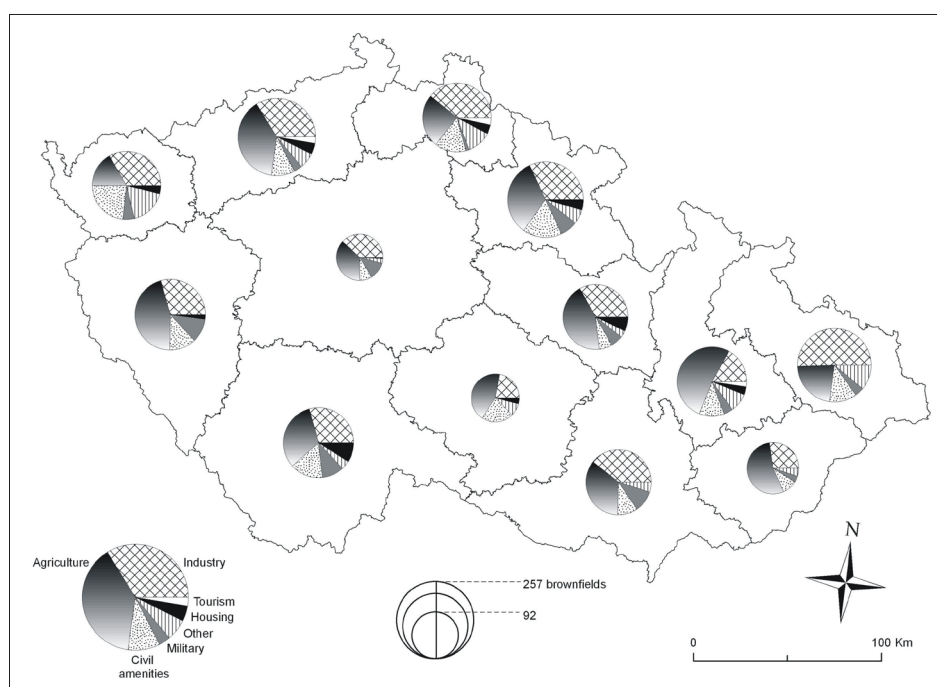 N
Agriculture
Industry
Tourism
Housing
Other
Military
Civil
amenities
257 brownfields
92
0
100 Km